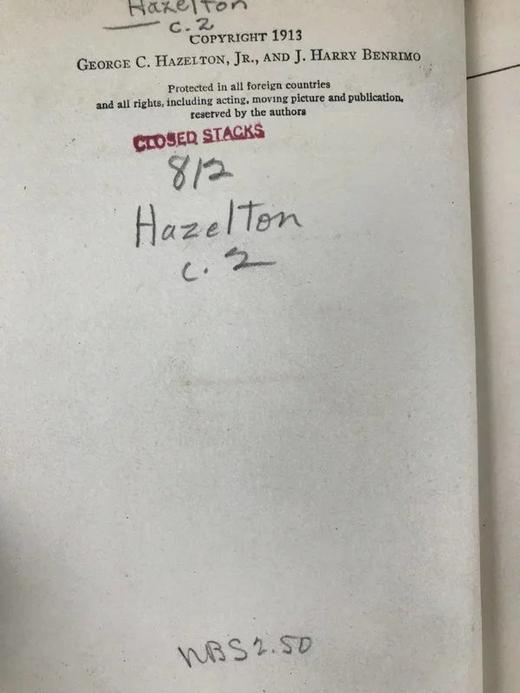 Hazelton
c. 2
COPYRIGHT 1913
GEORGE C. HAZELTON, JR., AND J. HARRY BENRIMO
Protected in all foreign countries
and all rights, including acting, moving picture and publication,
reserved by the authors
CLOSED STACKS
812
Hazelton
c. 2
NBS2.50